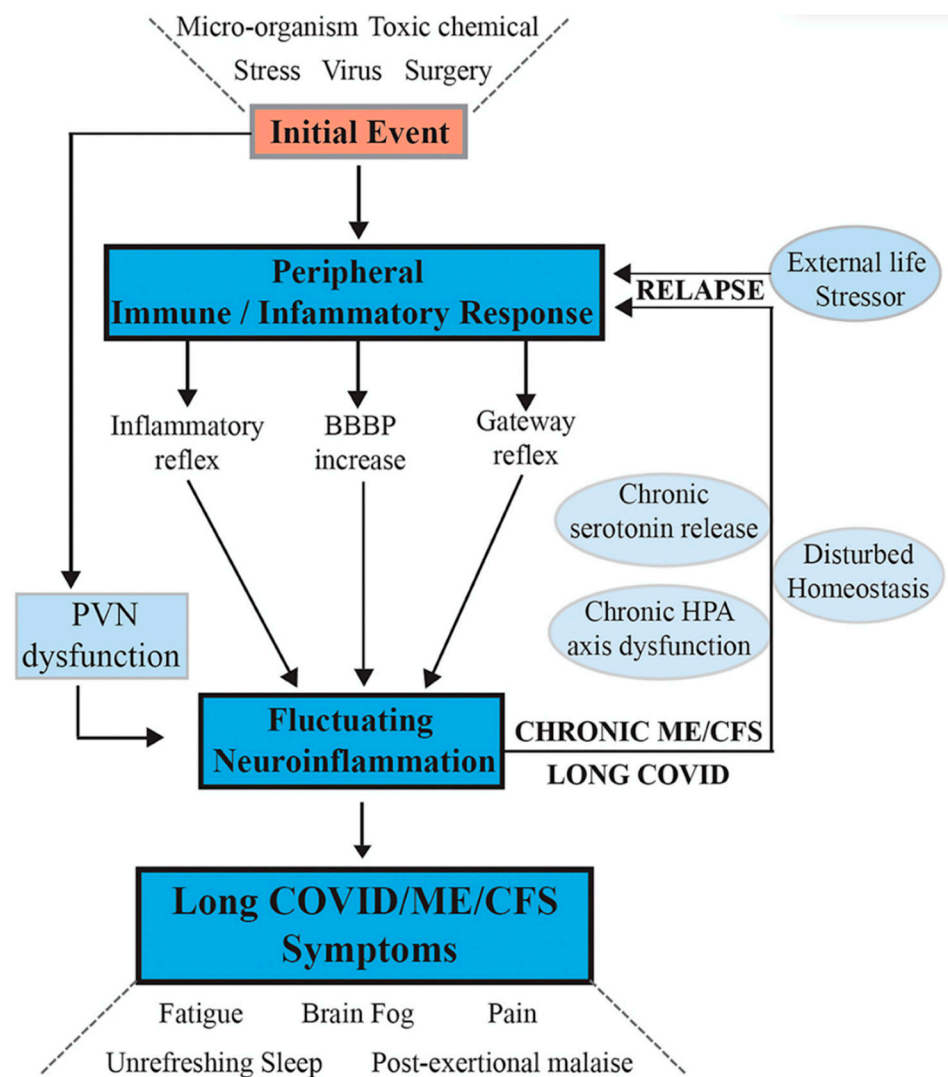 Micro-organism Toxic chemical
Stress Virus Surgery
Initial Event
Peripheral
Immune / Infammatory Response
External life
Stressor
RELAPSE
Inflammatory
reflex
BBBP
increase
Gateway
reflex
Chronic
serotonin release
Disturbed
Homeostasis
Chronic HPA
axis dysfunction
PVN
dysfunction
Fluctuating
Neuroinflammation
CHRONIC ME/CFS
LONG COVID
Long COVID/ME/CFS
Symptoms
Fatigue Brain Fog Pain
Unrefreshing Sleep Post-exertional malaise